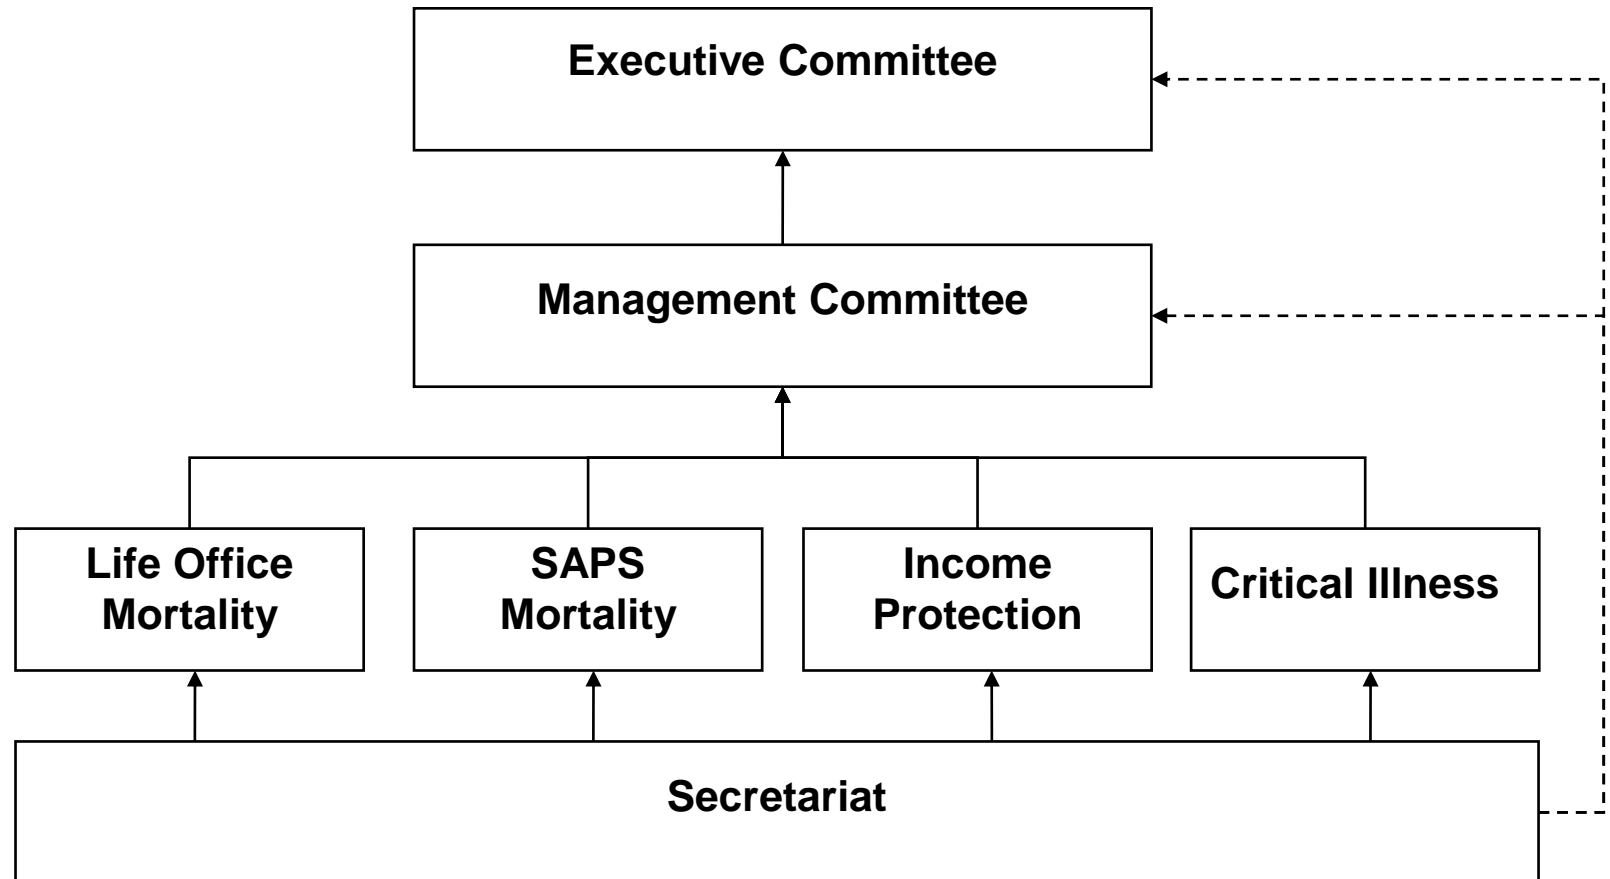 Executive Committee
Management Committee
Life Office
Mortality
SAPS
Mortality
Income
Protection
Critical Illness
Secretariat